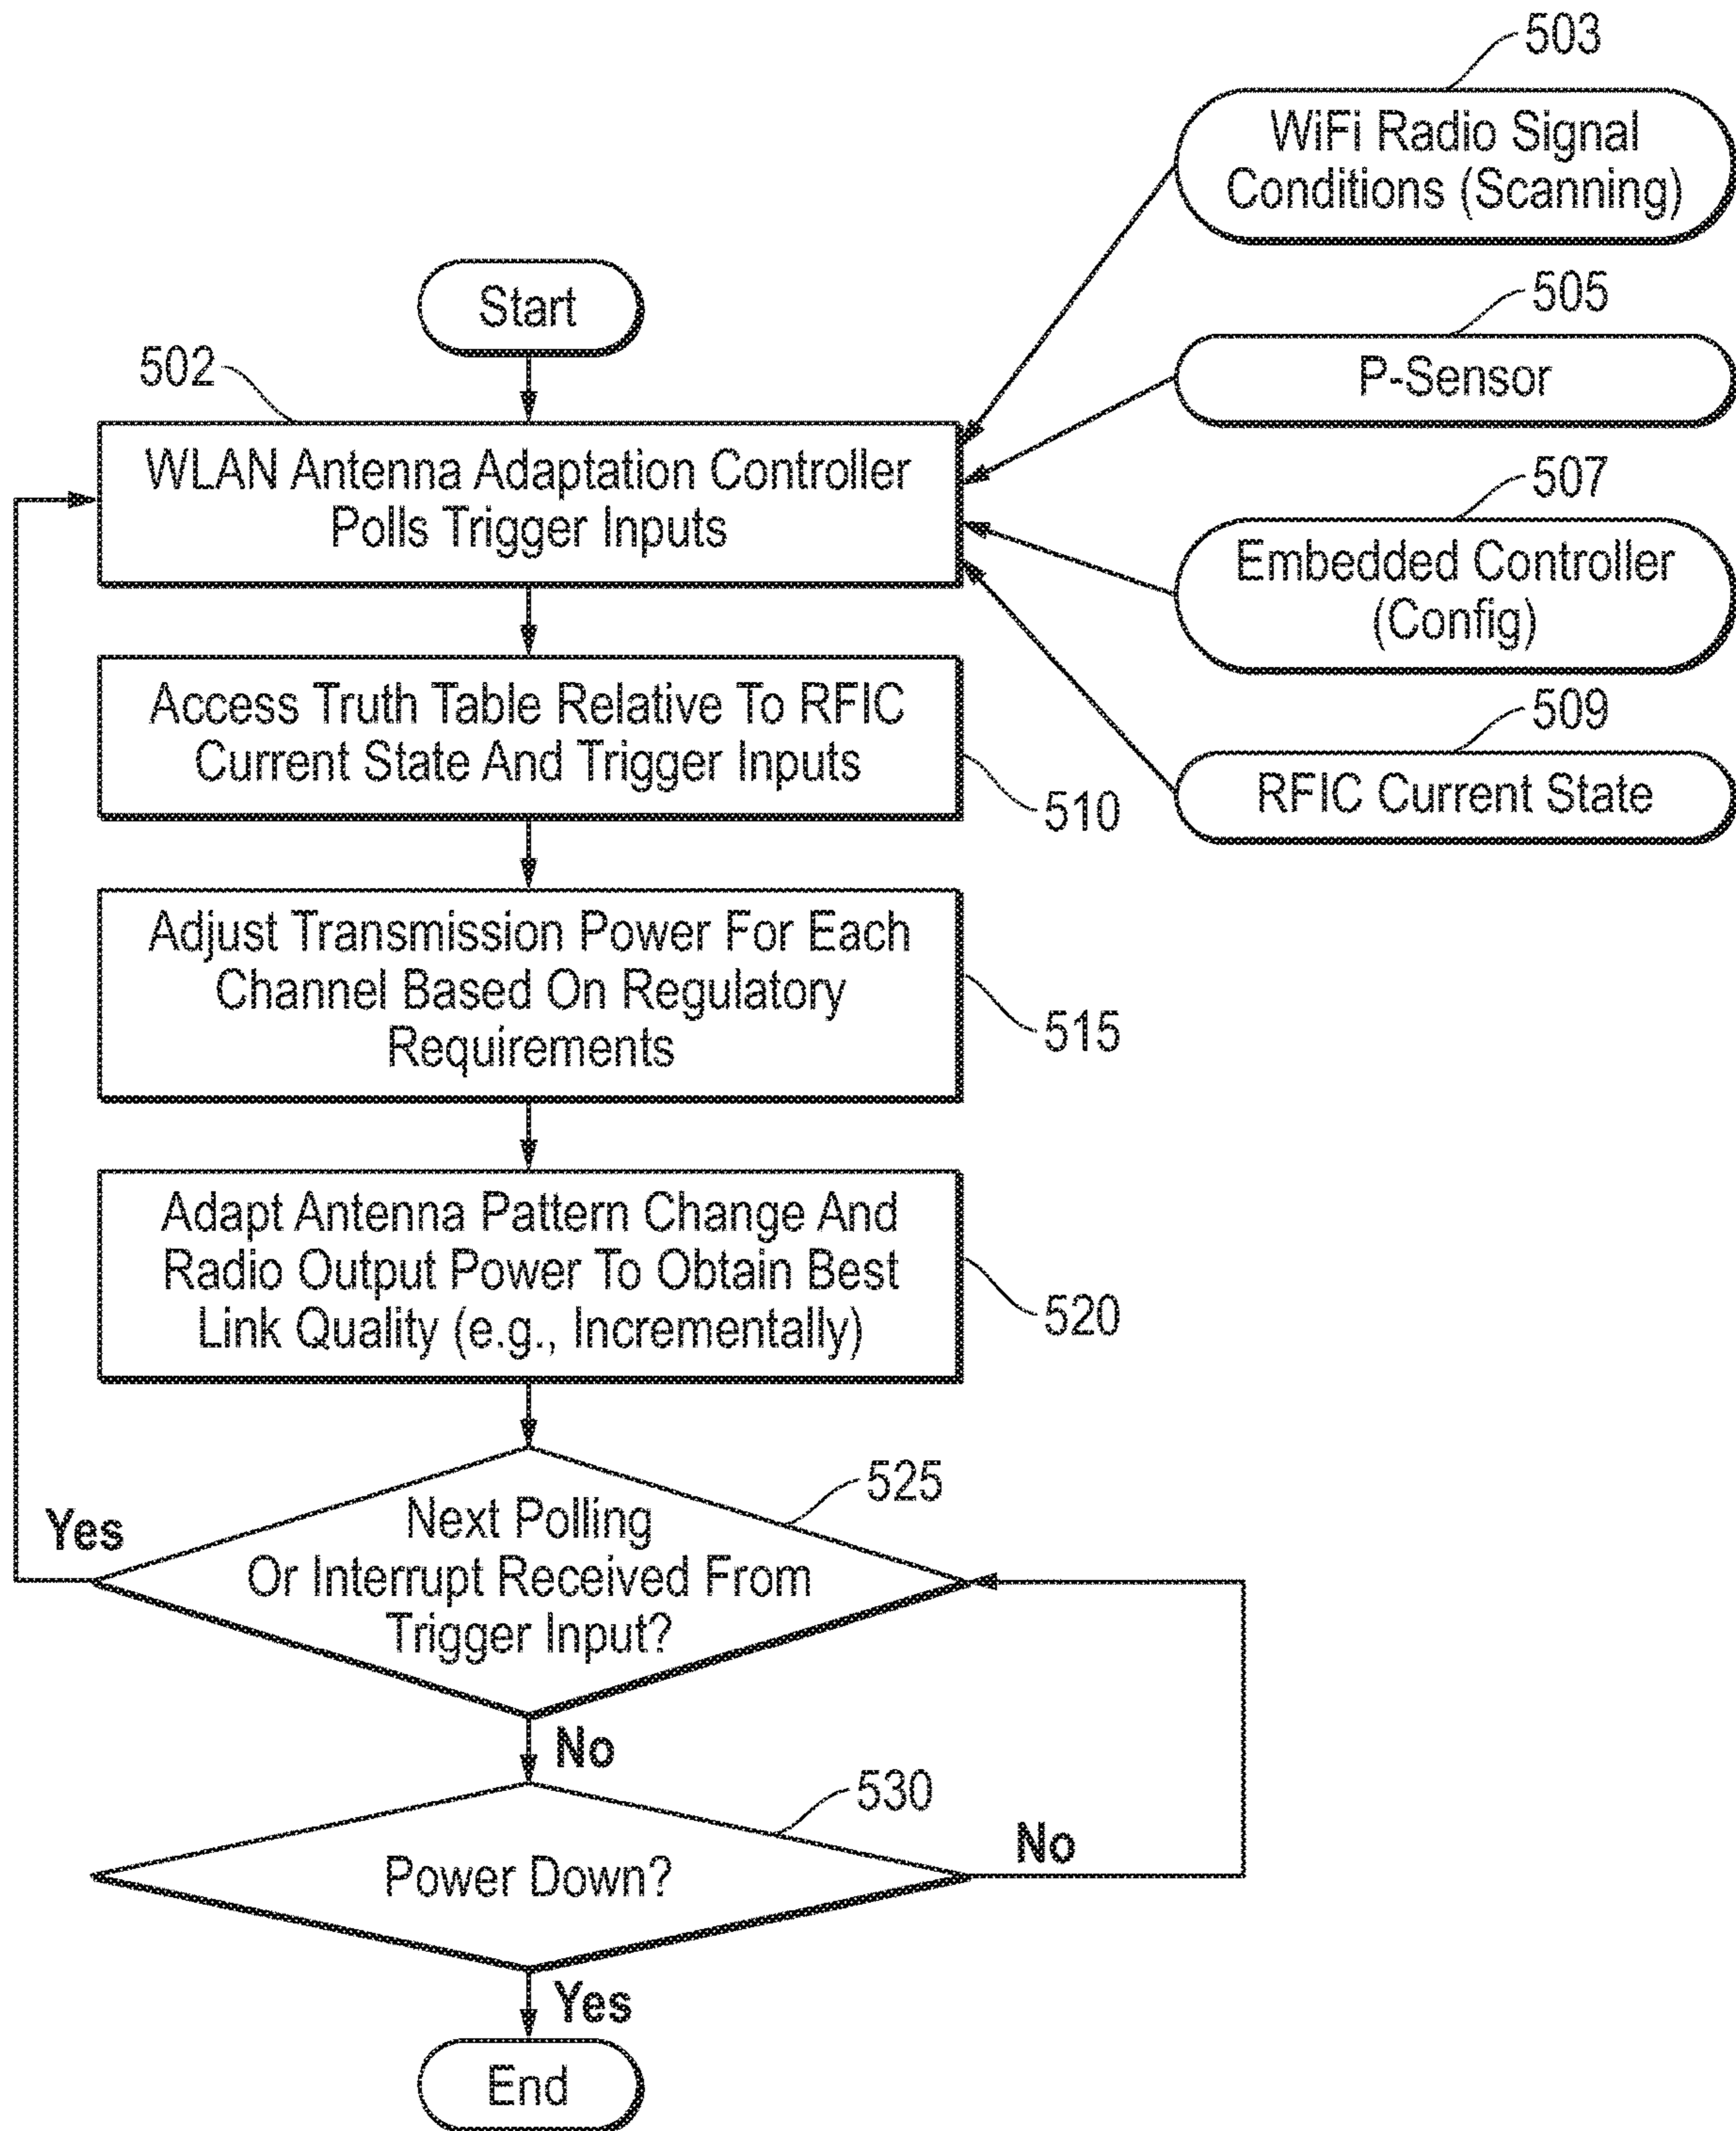 503
WiFi Radio Signal
Conditions (Scanning)
505
P-Sensor
507
Embedded Controller
(Config)
509
RFIC Current State
Start
502
WLAN Antenna Adaptation Controller
Polls Trigger Inputs
Access Truth Table Relative To RFIC
Current State And Trigger Inputs
510
Adjust Transmission Power For Each
Channel Based On Regulatory
Requirements
515
Adapt Antenna Pattern Change And
Radio Output Power To Obtain Best
Link Quality (e.g., Incrementally)
520
525
Next Polling
Or Interrupt Received From
Trigger Input?
Yes
No
530
Power Down?
No
Yes
End